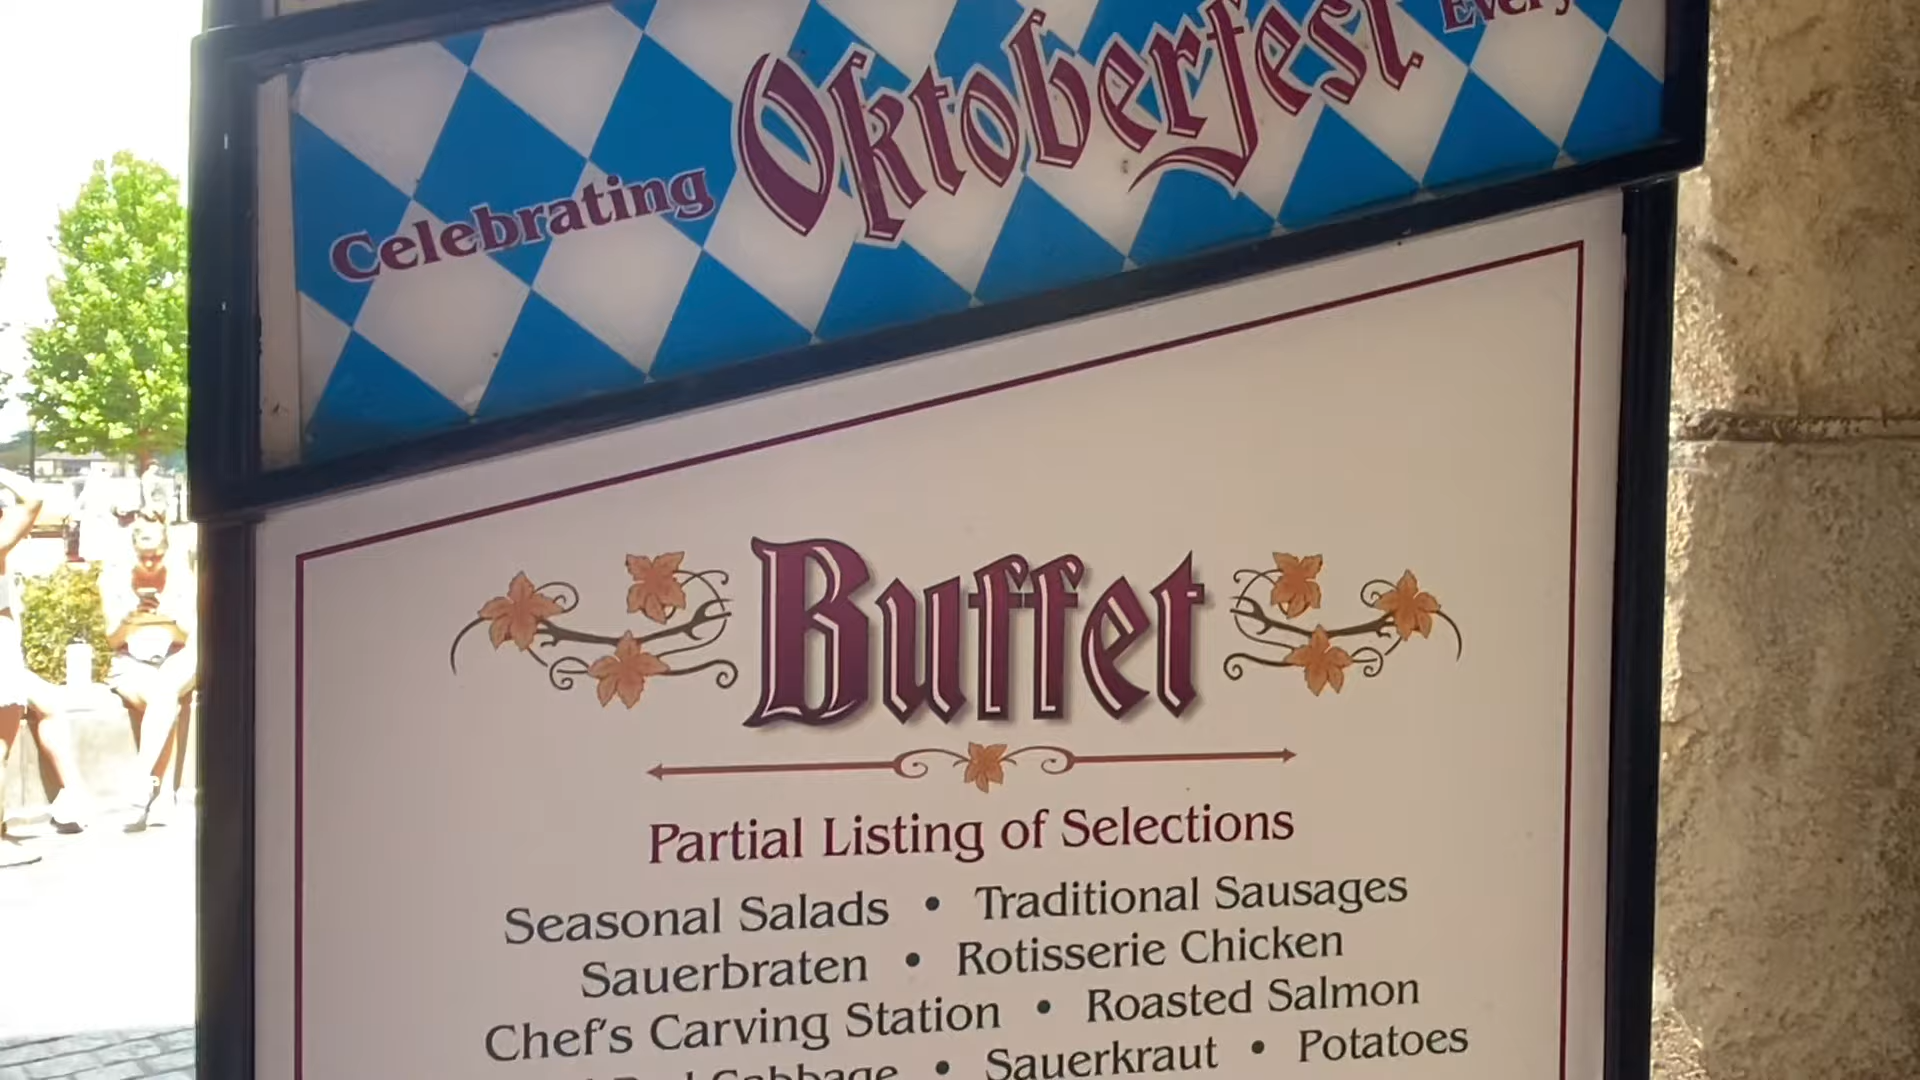 Celebrating Oktoberfest Every
Buffet
Partial Listing of Selections
Seasonal Salads • Traditional Sausages
Sauerbraten • Rotisserie Chicken
Chef's Carving Station • Roasted Salmon
Red Cabbage • Sauerkraut • Potatoes